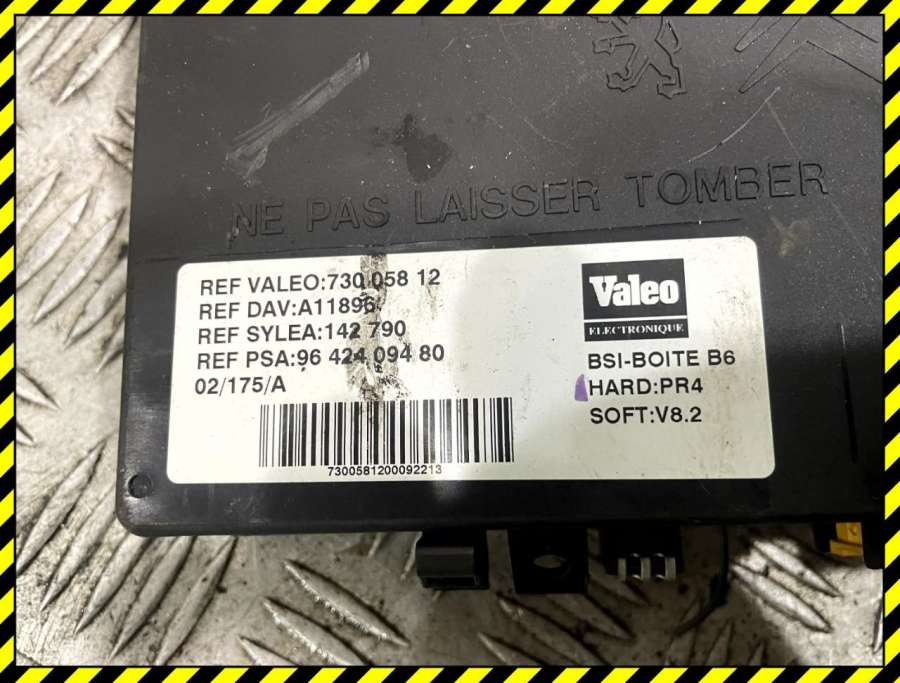 NE PAS LAISSER TOMBER
REF VALEO:730 058 12
REF DAV:A11896
REF SYLEA:142 790
REF PSA:96 424 094 80
02/175/A
7300581200092213
Valeo
ELECTRONIQUE
BSI-BOITE B6
HARD:PR4
SOFT:V8.2